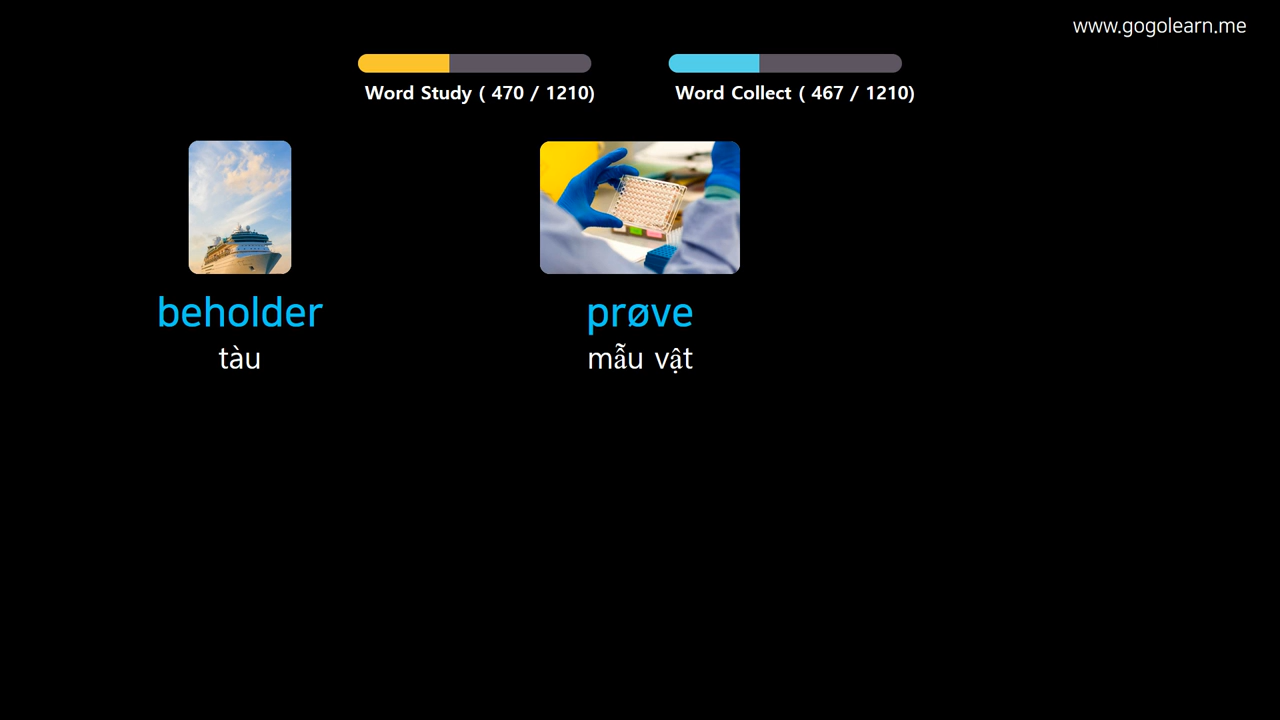 www.gogolearn.me
Word Study ( 470 / 1210)
Word Collect ( 467 / 1210)
beholder
tàu
prøve
mẫu vật